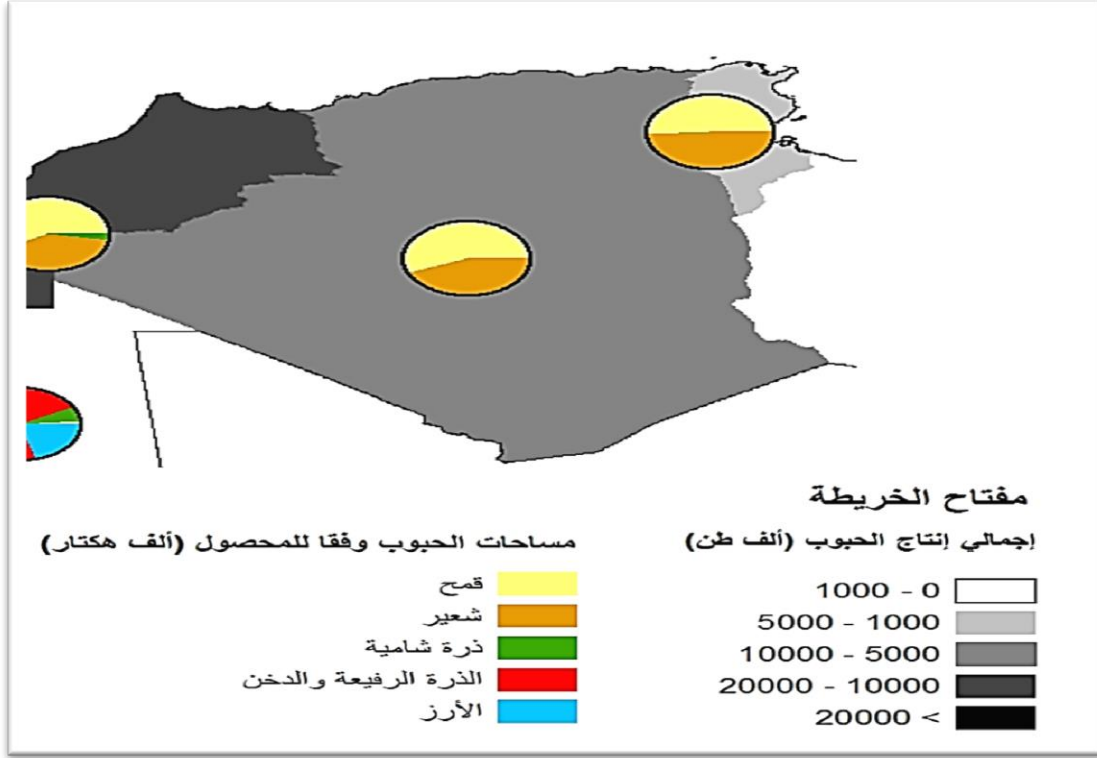 مفتاح الخريطة
إجمالي إنتاج الحبوب (ألف طن)
1000 - 0
5000 - 1000
10000 - 5000
20000 - 10000
20000 <
مساحات الحبوب وفقا للمحصول (ألف هكتار)
قمح
شعير
ذرة شامية
الذرة الرفيعة والدخن
الأرز